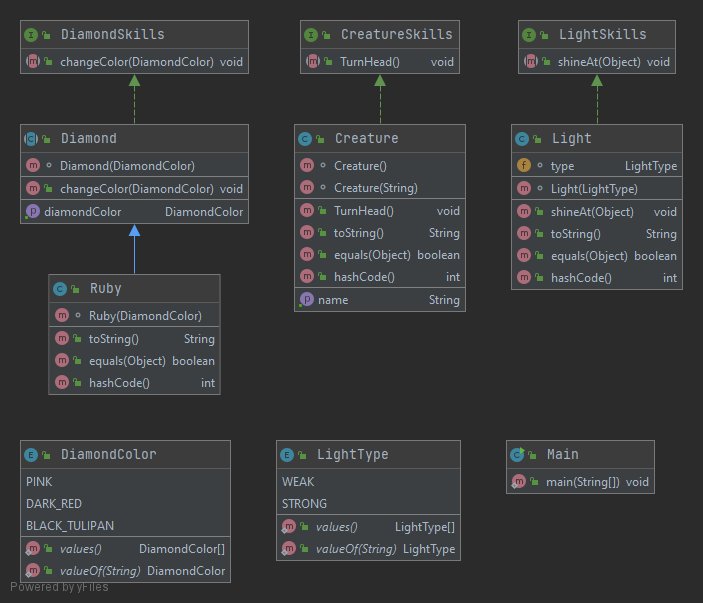 DiamondSkills
changeColor(DiamondColor) void
CreatureSkills
TurnHead() void
LightSkills
shineAt(Object) void
Diamond
Diamond(DiamondColor)
changeColor(DiamondColor) void
diamondColor DiamondColor
Creature
Creature()
Creature(String)
TurnHead() void
toString() String
equals(Object) boolean
hashCode() int
name String
Light
type LightType
Light(LightType)
shineAt(Object) void
toString() String
equals(Object) boolean
hashCode() int
Ruby
Ruby(DiamondColor)
toString() String
equals(Object) boolean
hashCode() int
DiamondColor
PINK
DARK_RED
BLACK_TULIPAN
values() DiamondColor[]
valueOf(String) DiamondColor
LightType
WEAK
STRONG
values() LightType[]
valueOf(String) LightType
Main
main(String[]) void
Powered by yFiles